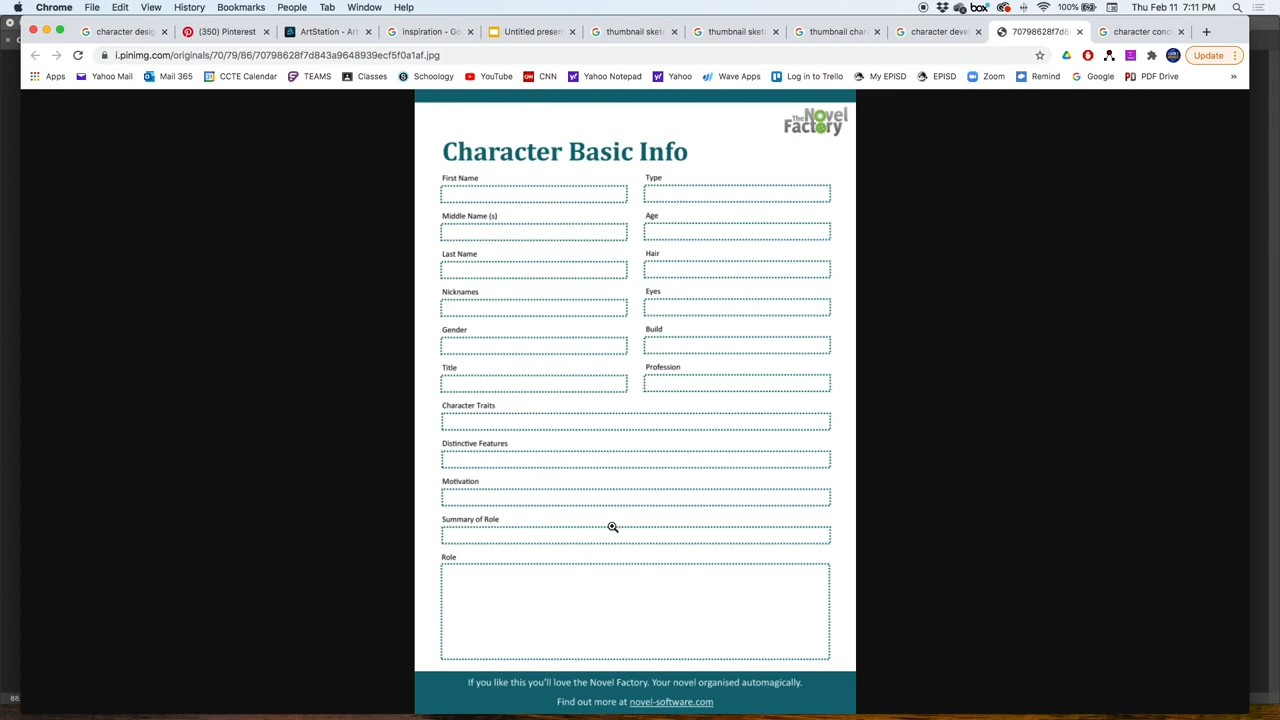 Chrome File Edit View History Bookmarks People Tab Window Help box 100% Thu Feb 11 7:11 PM
character desig (350) Pinterest ArtStation - Art inspiration - Go Untitled presen thumbnail sketc thumbnail sketc thumbnail char character deve 70798628f7d8 character conc
i.pinimg.com/originals/70/79/86/70798628f7d843a9648939ecf5f0a1af.jpg Update
Apps Yahoo Mail Mail 365 CCTE Calendar TEAMS Classes Schoology YouTube CNN Yahoo Notepad Yahoo Wave Apps Log in to Trello My EPISD EPISD Zoom Remind Google PDF Drive »
The Novel
Factory
Character Basic Info
First Name Type
Middle Name (s) Age
Last Name Hair
Nicknames Eyes
Gender Build
Title Profession
Character Traits
Distinctive Features
Motivation
Summary of Role
Role
If you like this you'll love the Novel Factory. Your novel organised automagically.
Find out more at novel-software.com